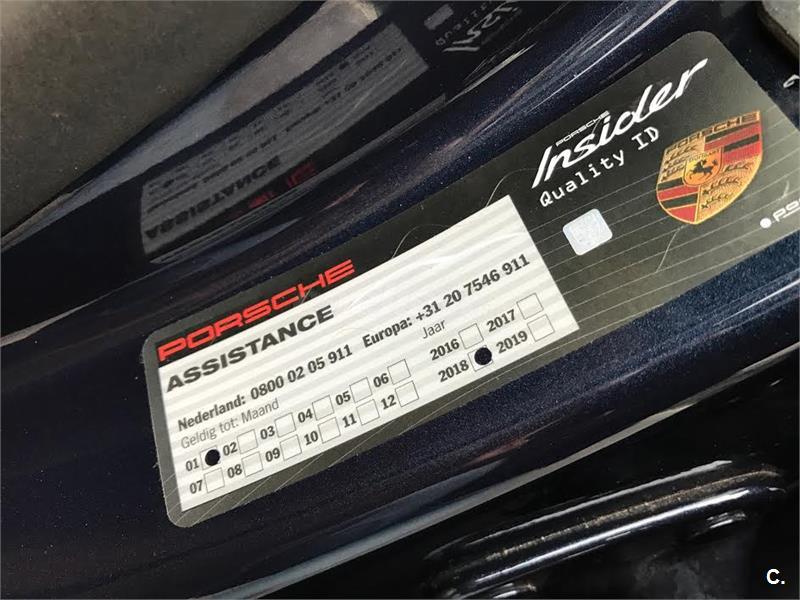 PORSCHE
Insider
Quality ID
PORSCHE
PORSCHE
ASSISTANCE
Nederland: 0800 02 05 911 Europa: +31 20 7546 911
Geldig tot: Maand Jaar
01 02 03 04 05 06 2016 2017
07 08 09 10 11 12 2018 2019
C.